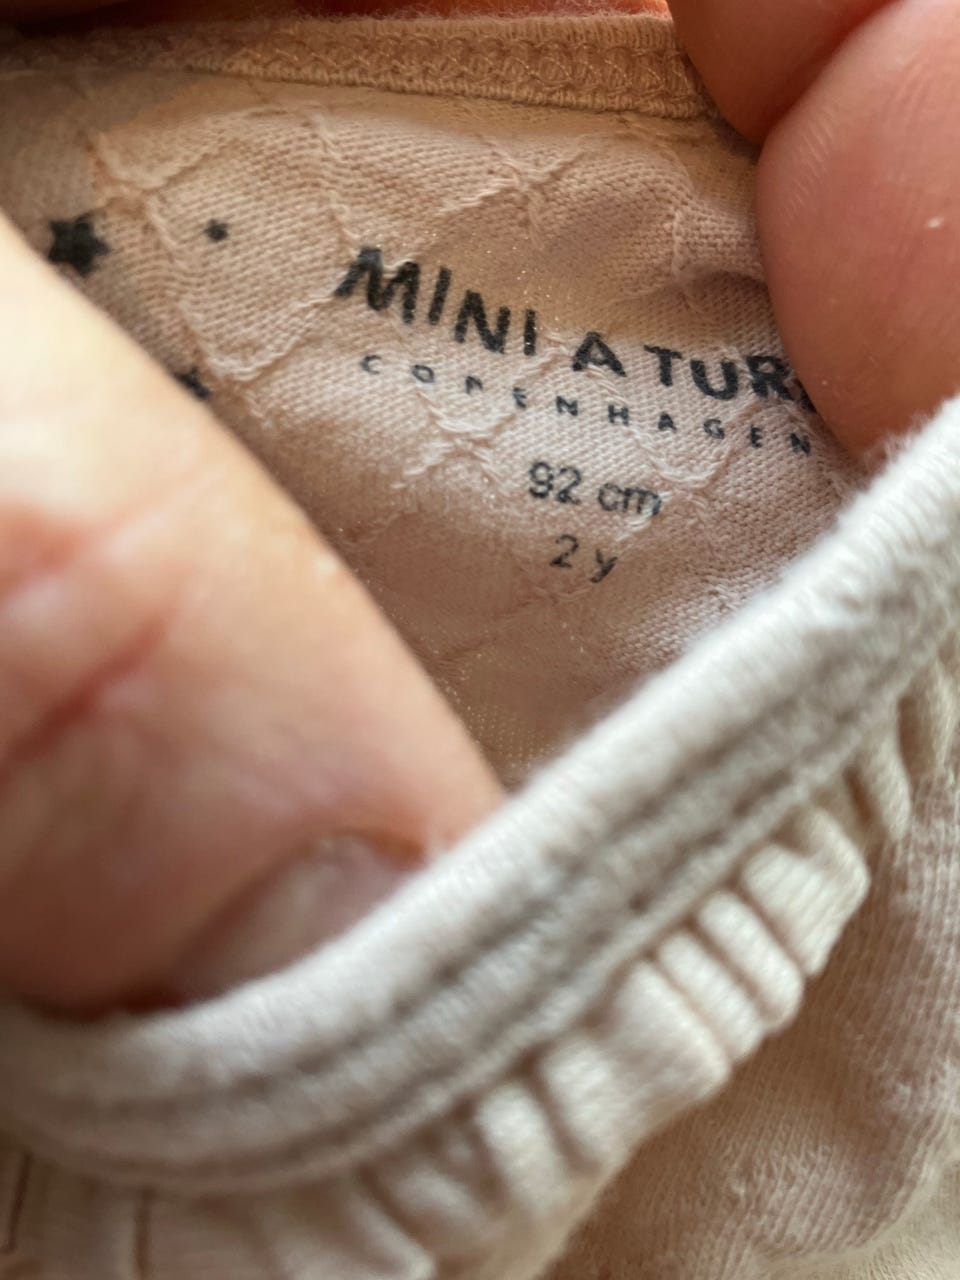 MINI A TUR
COPENHAGEN
92 cm
2 y